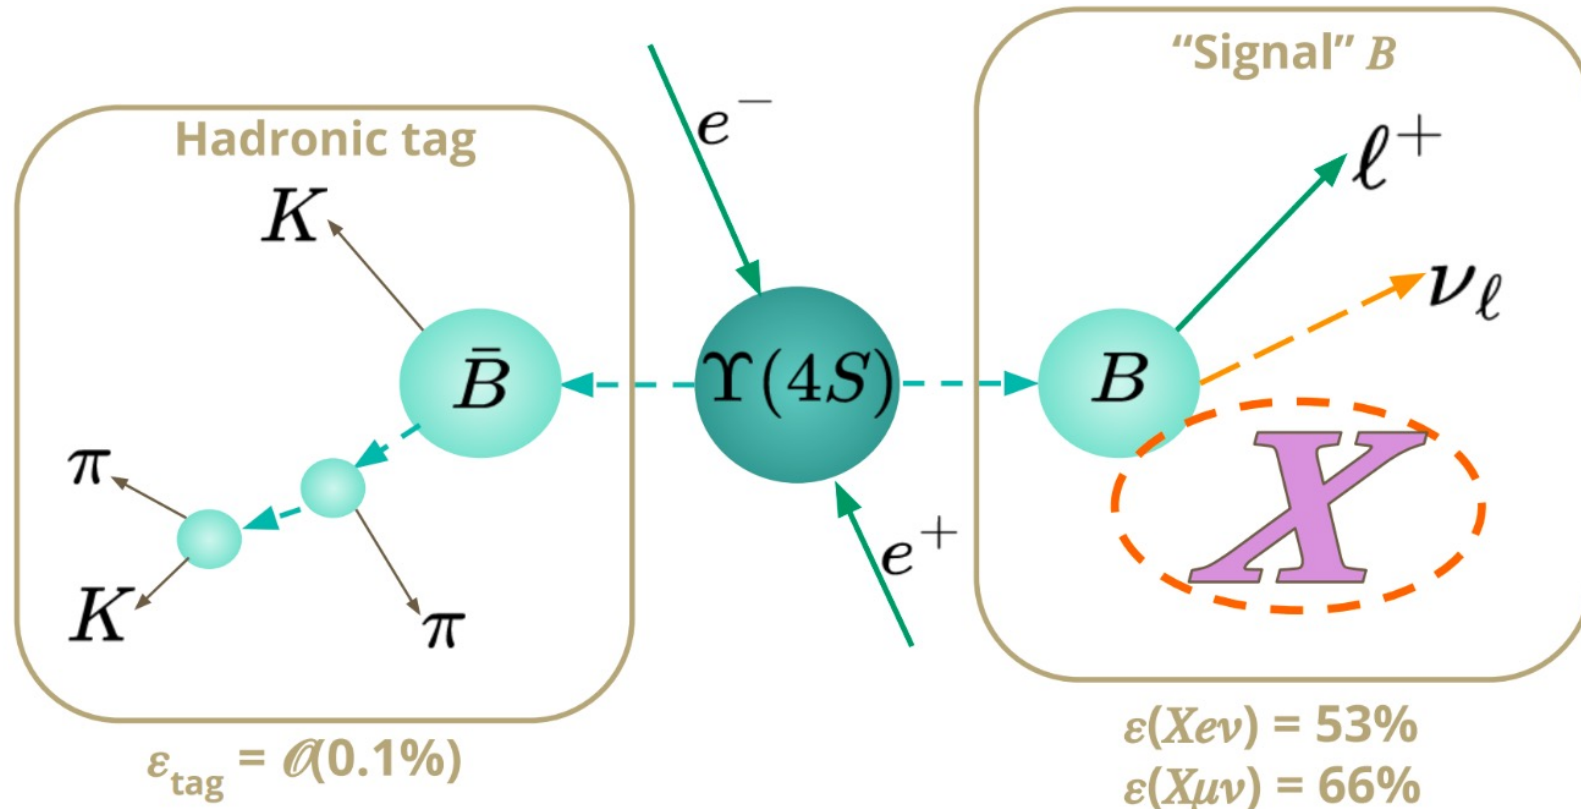 Hadronic tag
K
B̄
π
K
π
ε_tag = 𝒪(0.1%)
e⁻
Υ(4S)
e⁺
“Signal” B
ℓ⁺
ν_ℓ
B
X
ε(Xeν) = 53%
ε(Xμν) = 66%